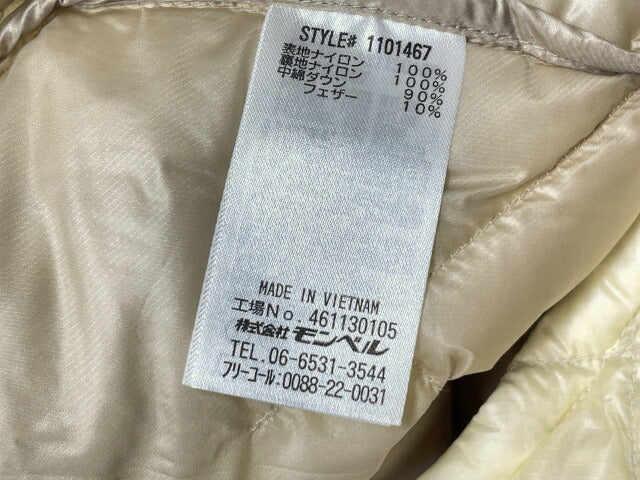 STYLE# 1101467
表地ナイロン 100%
裏地ナイロン 100%
中綿ダウン 90%
フェザー 10%
MADE IN VIETNAM
工場No. 461130105
株式会社モンベル
TEL. 06-6531-3544
フリーコール:0088-22-0031